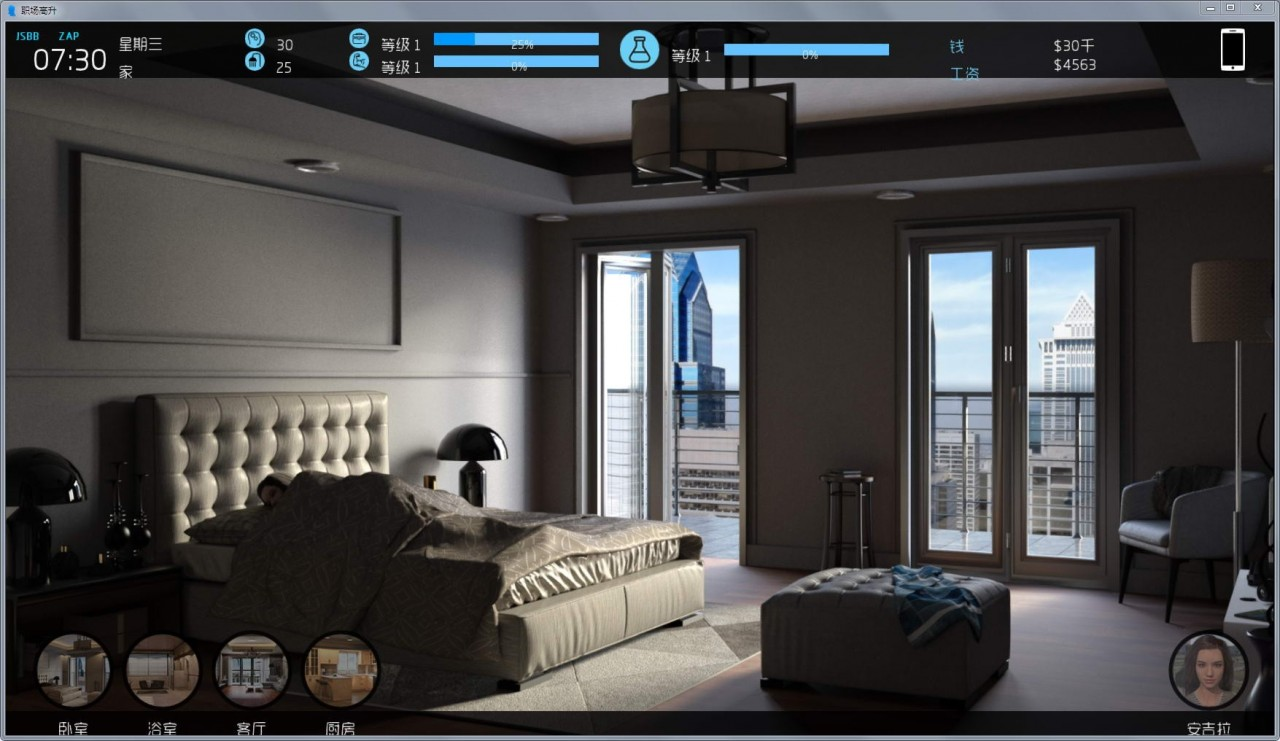 职场高升
JSBB ZAP
07:30 星期三
家
30
25
等级 1 25%
等级 1 0%
等级 1 0%
钱 $30千
工资 $4563
卧室 浴室 客厅 厨房 安吉拉